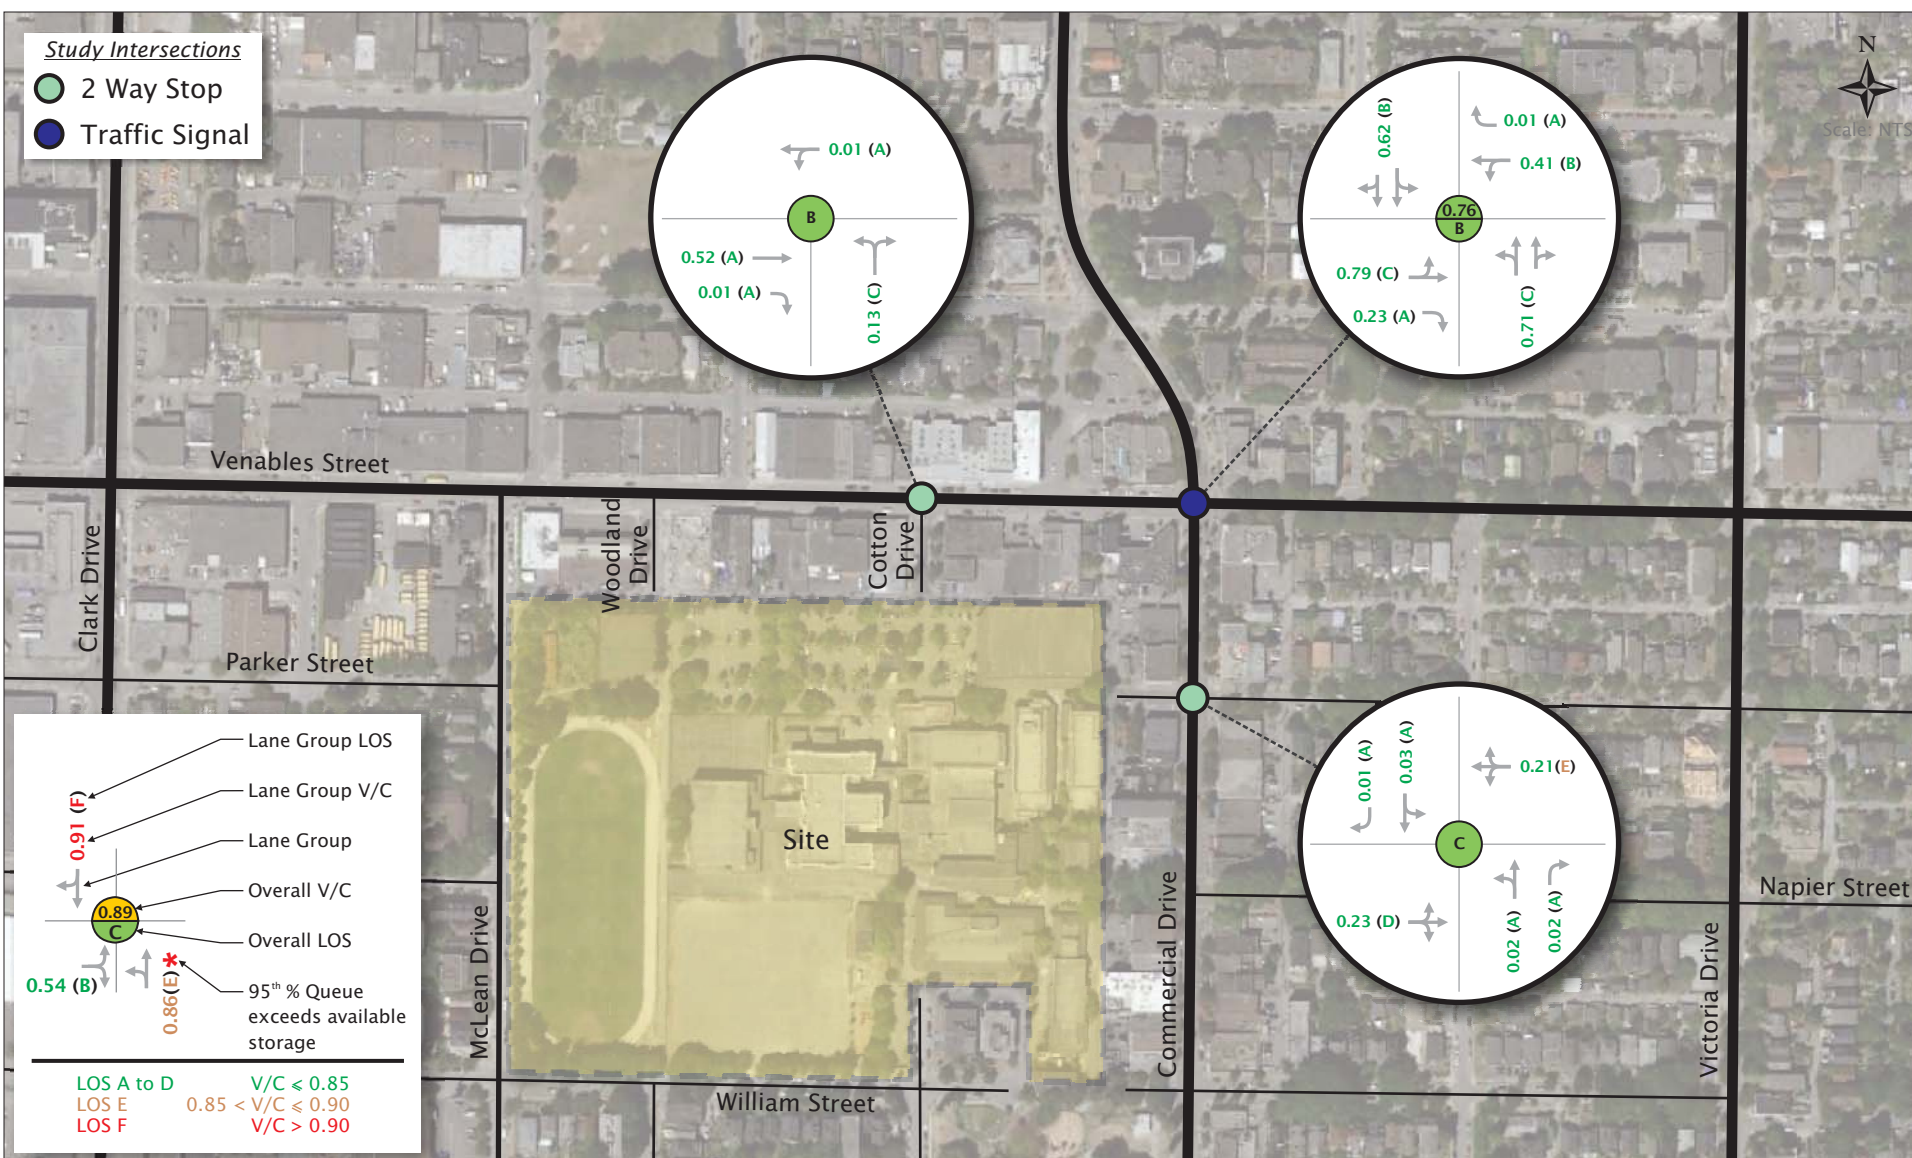 Study Intersections
2 Way Stop
Traffic Signal
N
Scale: NTS
0.01 (A)
B
0.52 (A)
0.01 (A)
0.13 (C)
0.62 (B)
0.01 (A)
0.41 (B)
0.76
B
0.79 (C)
0.23 (A)
0.71 (C)
Venables Street
Clark Drive
Woodland
Drive
Cotton
Drive
Parker Street
Site
0.01 (A)
0.03 (A)
0.21(E)
C
0.23 (D)
0.02 (A)
0.02 (A)
Napier Street
McLean Drive
Commercial Drive
Victoria Drive
William Street
Lane Group LOS
0.91 (F)
Lane Group V/C
Lane Group
Overall V/C
0.89
C
Overall LOS
0.54 (B)
0.86(E)*
95th % Queue
exceeds available
storage
LOS A to D V/C ⩽ 0.85
LOS E 0.85 < V/C ⩽ 0.90
LOS F V/C > 0.90